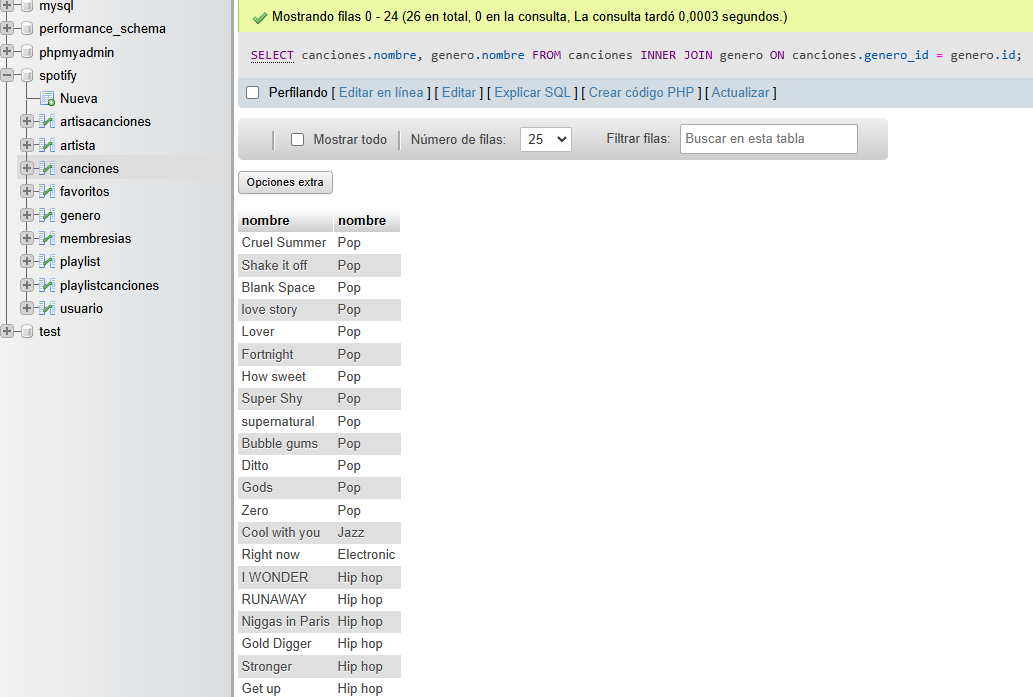 mysql
performance_schema
phpmyadmin
spotify
Nueva
artisacanciones
artista
canciones
favoritos
genero
membresias
playlist
playlistcanciones
usuario
test
Mostrando filas 0 - 24 (26 en total, 0 en la consulta, La consulta tardó 0,0003 segundos.)
SELECT canciones.nombre, genero.nombre FROM canciones INNER JOIN genero ON canciones.genero_id = genero.id;
Perfilando [ Editar en línea ] [ Editar ] [ Explicar SQL ] [ Crear código PHP ] [ Actualizar ]
Mostrar todo Número de filas: 25 Filtrar filas: Buscar en esta tabla
Opciones extra
nombre nombre
Cruel Summer Pop
Shake it off Pop
Blank Space Pop
love story Pop
Lover Pop
Fortnight Pop
How sweet Pop
Super Shy Pop
supernatural Pop
Bubble gums Pop
Ditto Pop
Gods Pop
Zero Pop
Cool with you Jazz
Right now Electronic
I WONDER Hip hop
RUNAWAY Hip hop
Niggas in Paris Hip hop
Gold Digger Hip hop
Stronger Hip hop
Get up Hip hop